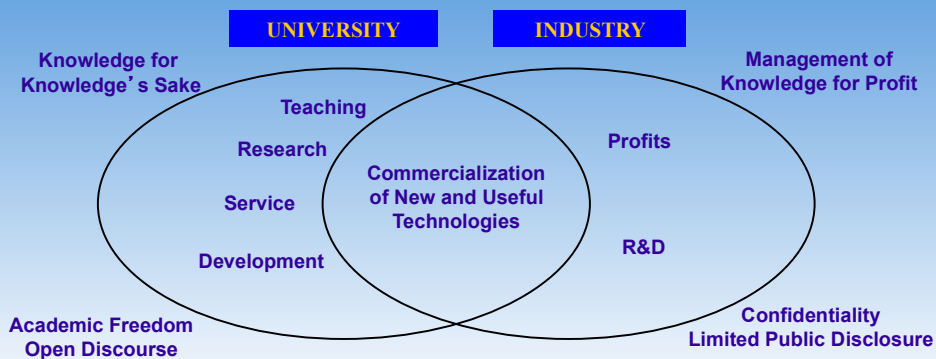 UNIVERSITY
INDUSTRY
Knowledge for
Knowledge's Sake
Management of
Knowledge for Profit
Teaching
Research
Service
Development
Commercialization
of New and Useful
Technologies
Profits
R&D
Academic Freedom
Open Discourse
Confidentiality
Limited Public Disclosure